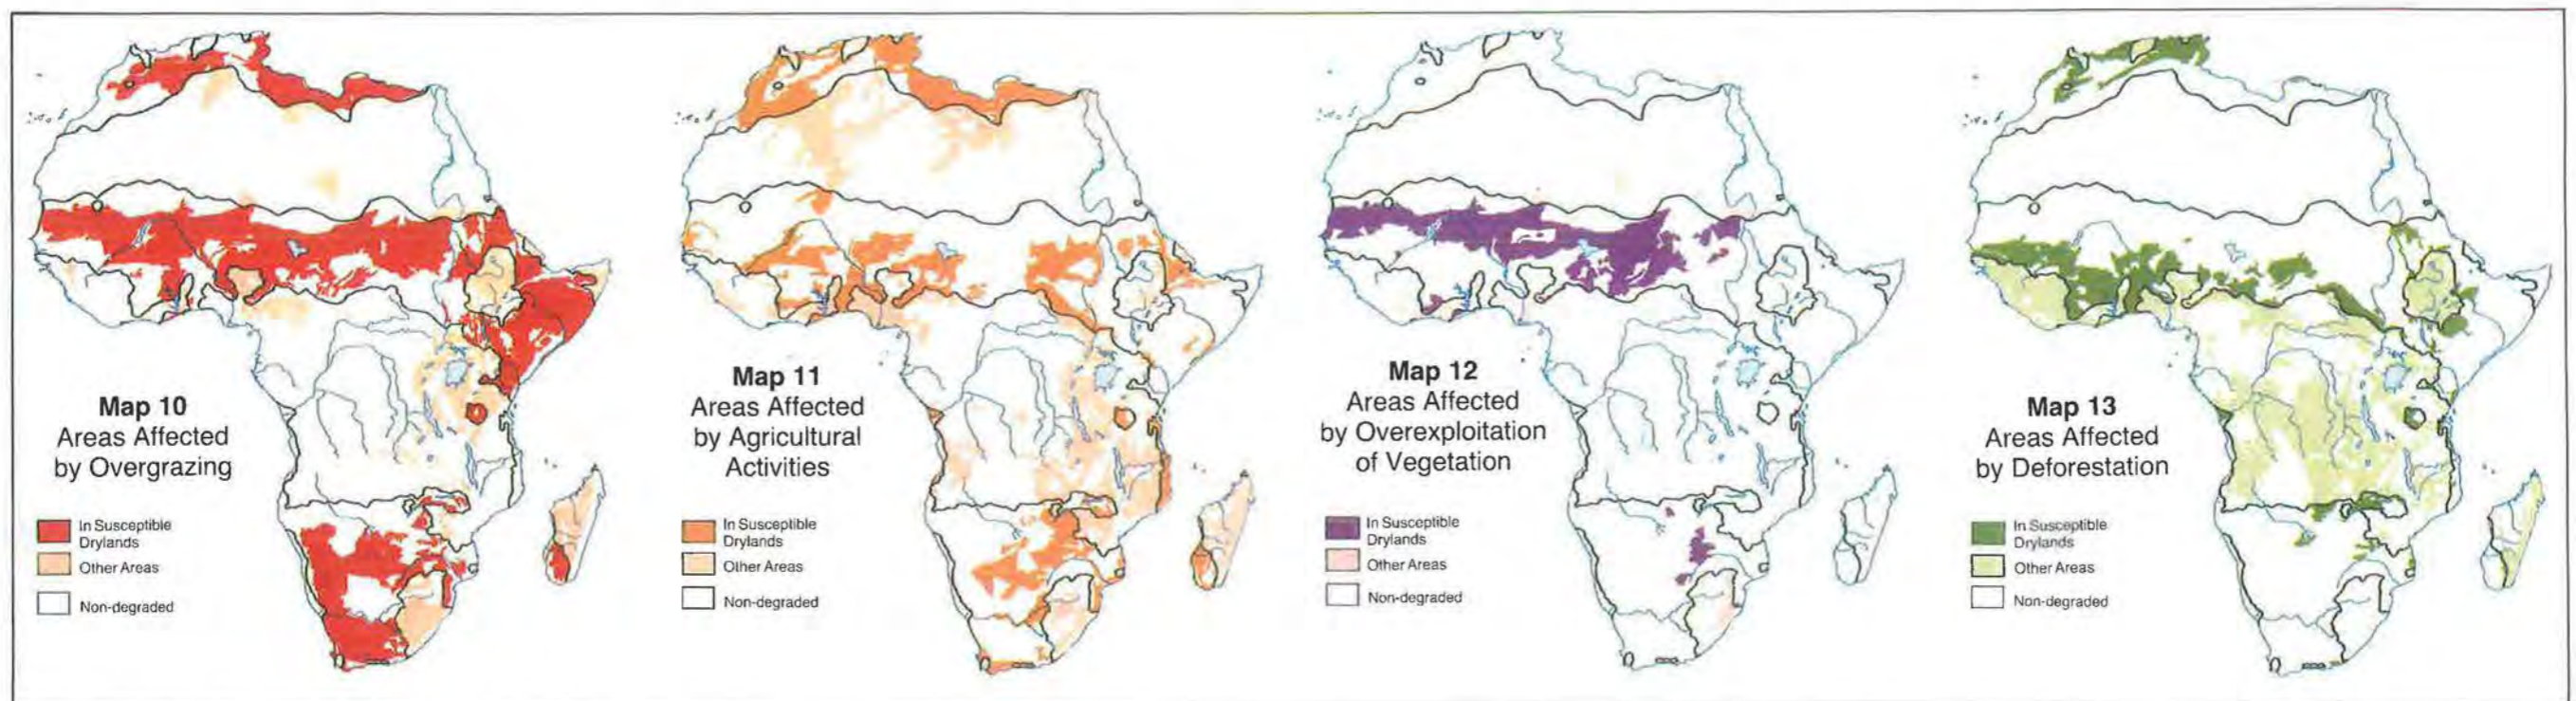 Map 10
Areas Affected
by Overgrazing
In Susceptible
Drylands
Other Areas
Non-degraded
Map 11
Areas Affected
by Agricultural
Activities
In Susceptible
Drylands
Other Areas
Non-degraded
Map 12
Areas Affected
by Overexploitation
of Vegetation
In Susceptible
Drylands
Other Areas
Non-degraded
Map 13
Areas Affected
by Deforestation
In Susceptible
Drylands
Other Areas
Non-degraded